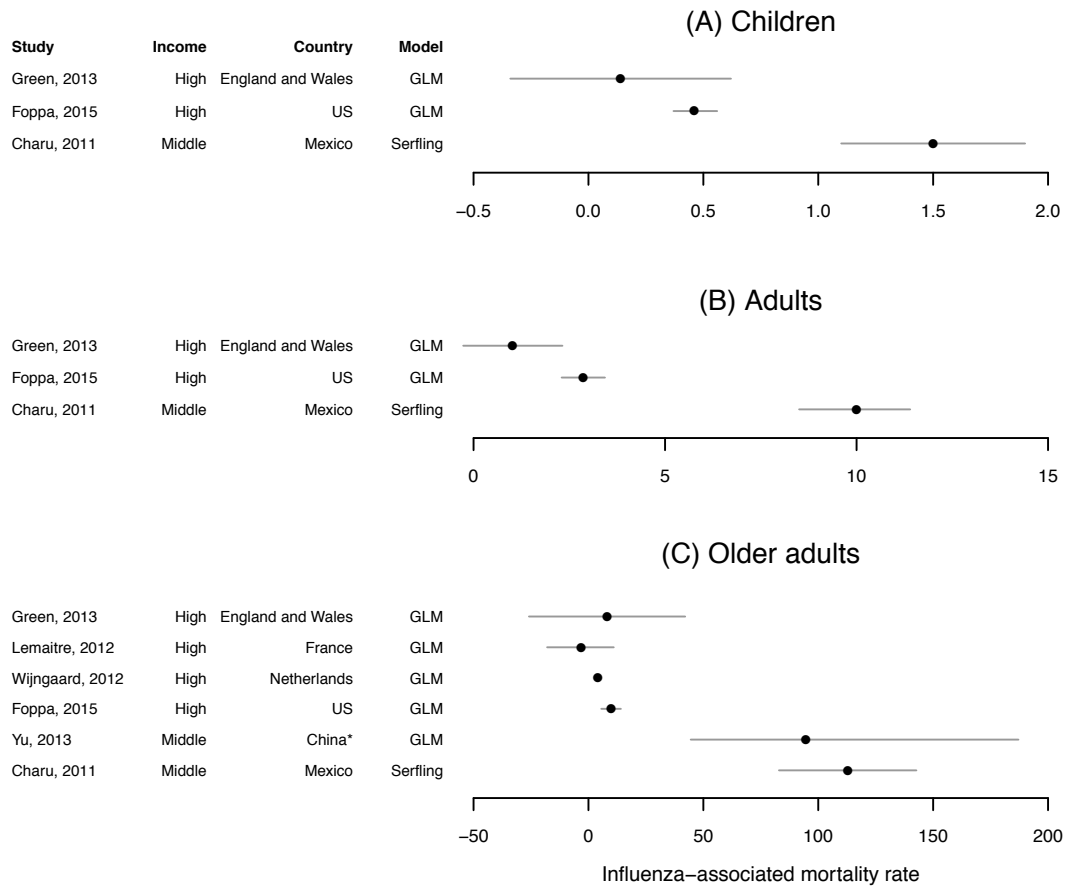 (A) Children
Study Income Country Model
Green, 2013 High England and Wales GLM
Foppa, 2015 High US GLM
Charu, 2011 Middle Mexico Serfling
−0.5 0.0 0.5 1.0 1.5 2.0
(B) Adults
Green, 2013 High England and Wales GLM
Foppa, 2015 High US GLM
Charu, 2011 Middle Mexico Serfling
0 5 10 15
(C) Older adults
Green, 2013 High England and Wales GLM
Lemaitre, 2012 High France GLM
Wijngaard, 2012 High Netherlands GLM
Foppa, 2015 High US GLM
Yu, 2013 Middle China* GLM
Charu, 2011 Middle Mexico Serfling
−50 0 50 100 150 200
Influenza−associated mortality rate